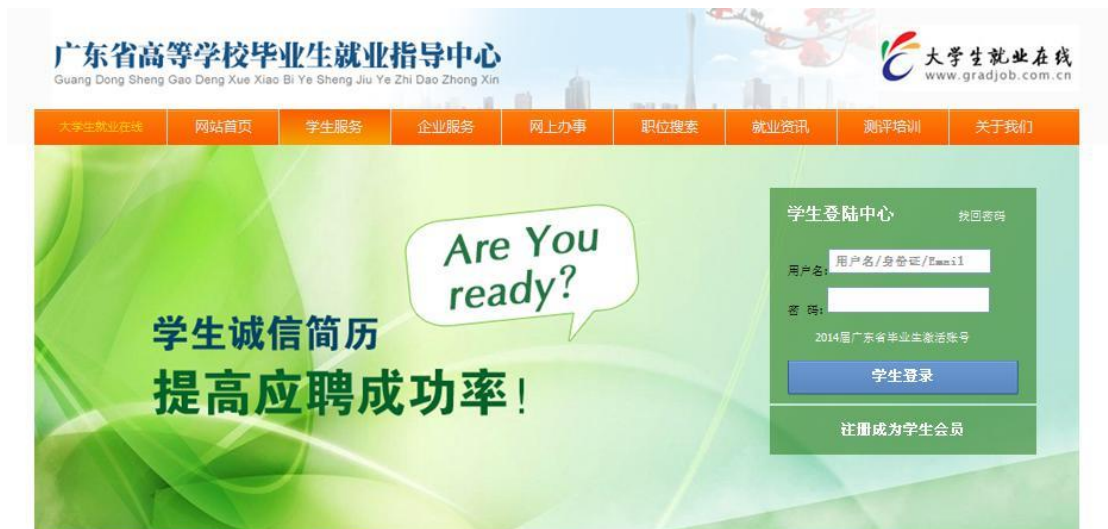 广东省高等学校毕业生就业指导中心
Guang Dong Sheng Gao Deng Xue Xiao Bi Ye Sheng Jiu Ye Zhi Dao Zhong Xin
大学生就业在线
www.gradjob.com.cn
大学生就业在线 网站首页 学生服务 企业服务 网上办事 职位搜索 就业资讯 测评培训 关于我们
Are You
ready?
学生诚信简历
提高应聘成功率!
学生登陆中心 找回密码
用户名: 用户名/身份证/Email
密 码:
2014届广东省毕业生激活账号
学生登录
注册成为学生会员